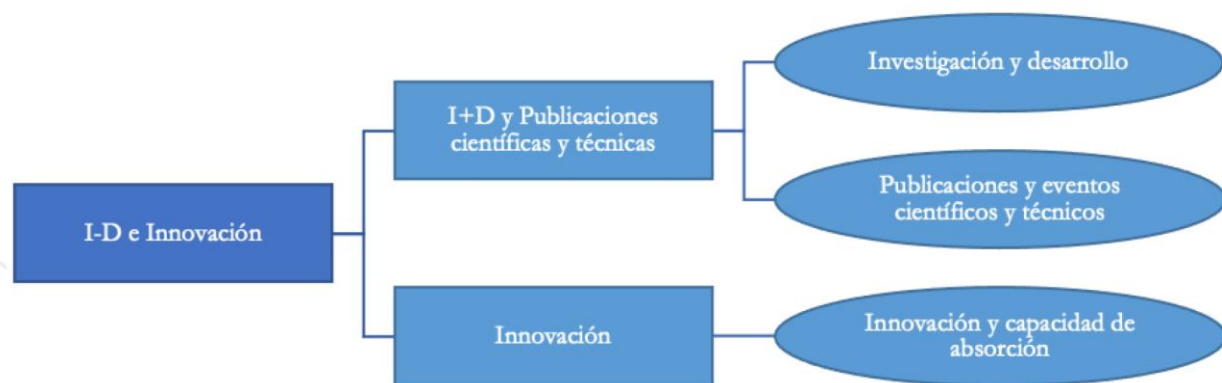 Investigación y desarrollo
I+D y Publicaciones
científicas y técnicas
Publicaciones y eventos
científicos y técnicos
I-D e Innovación
Innovación
Innovación y capacidad de
absorción